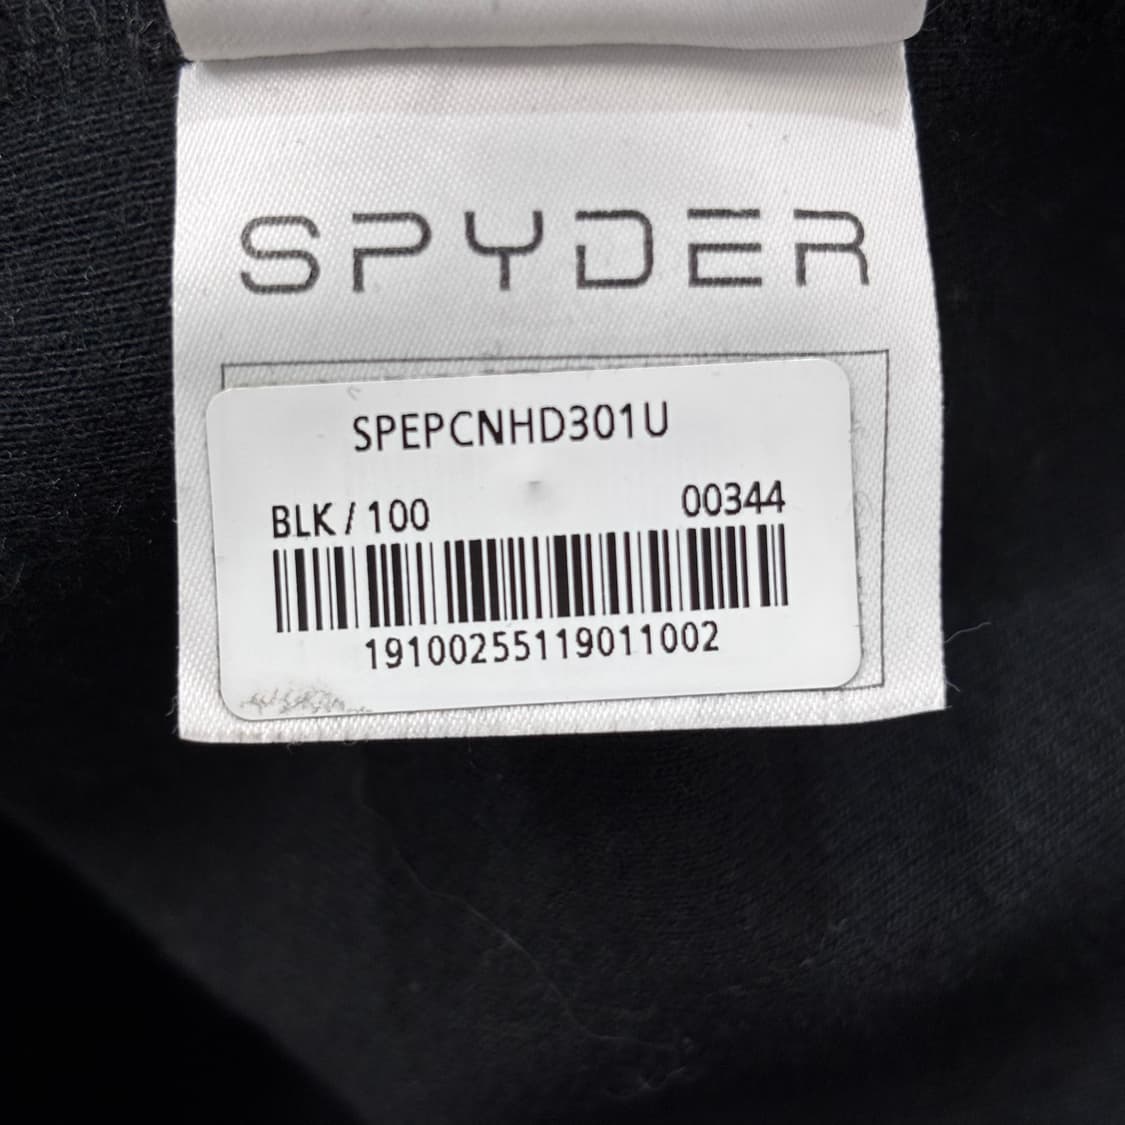 SPYDER
SPEPCNHD301U
BLK / 100 00344
19100255119011002